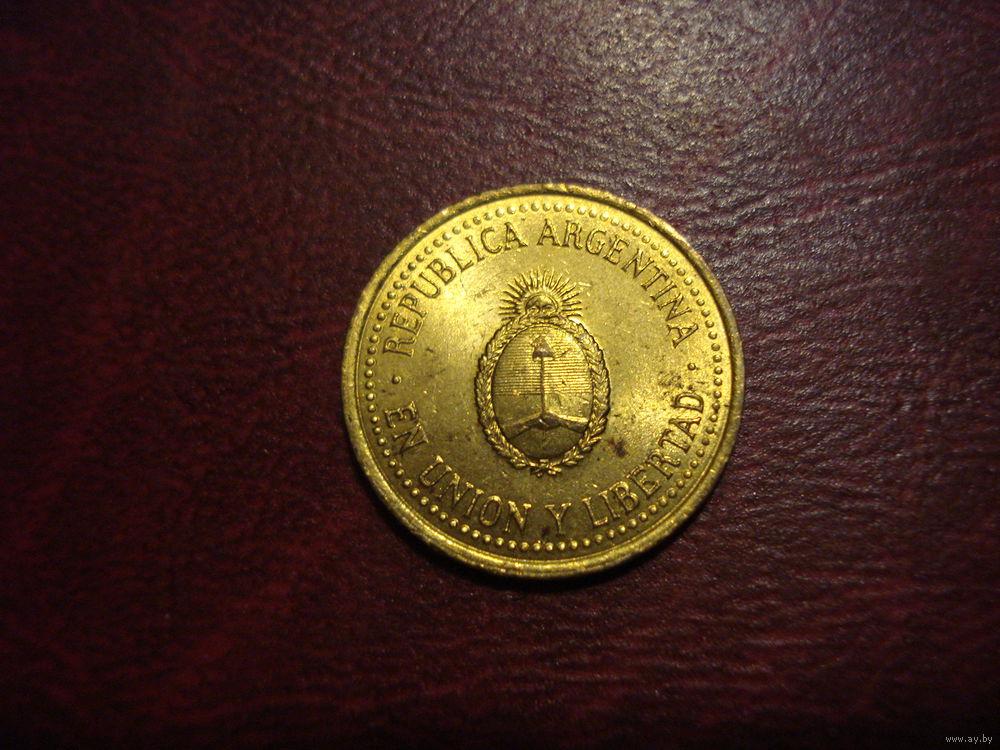 · REPUBLICA ARGENTINA ·
EN UNION Y LIBERTAD
www.ay.by